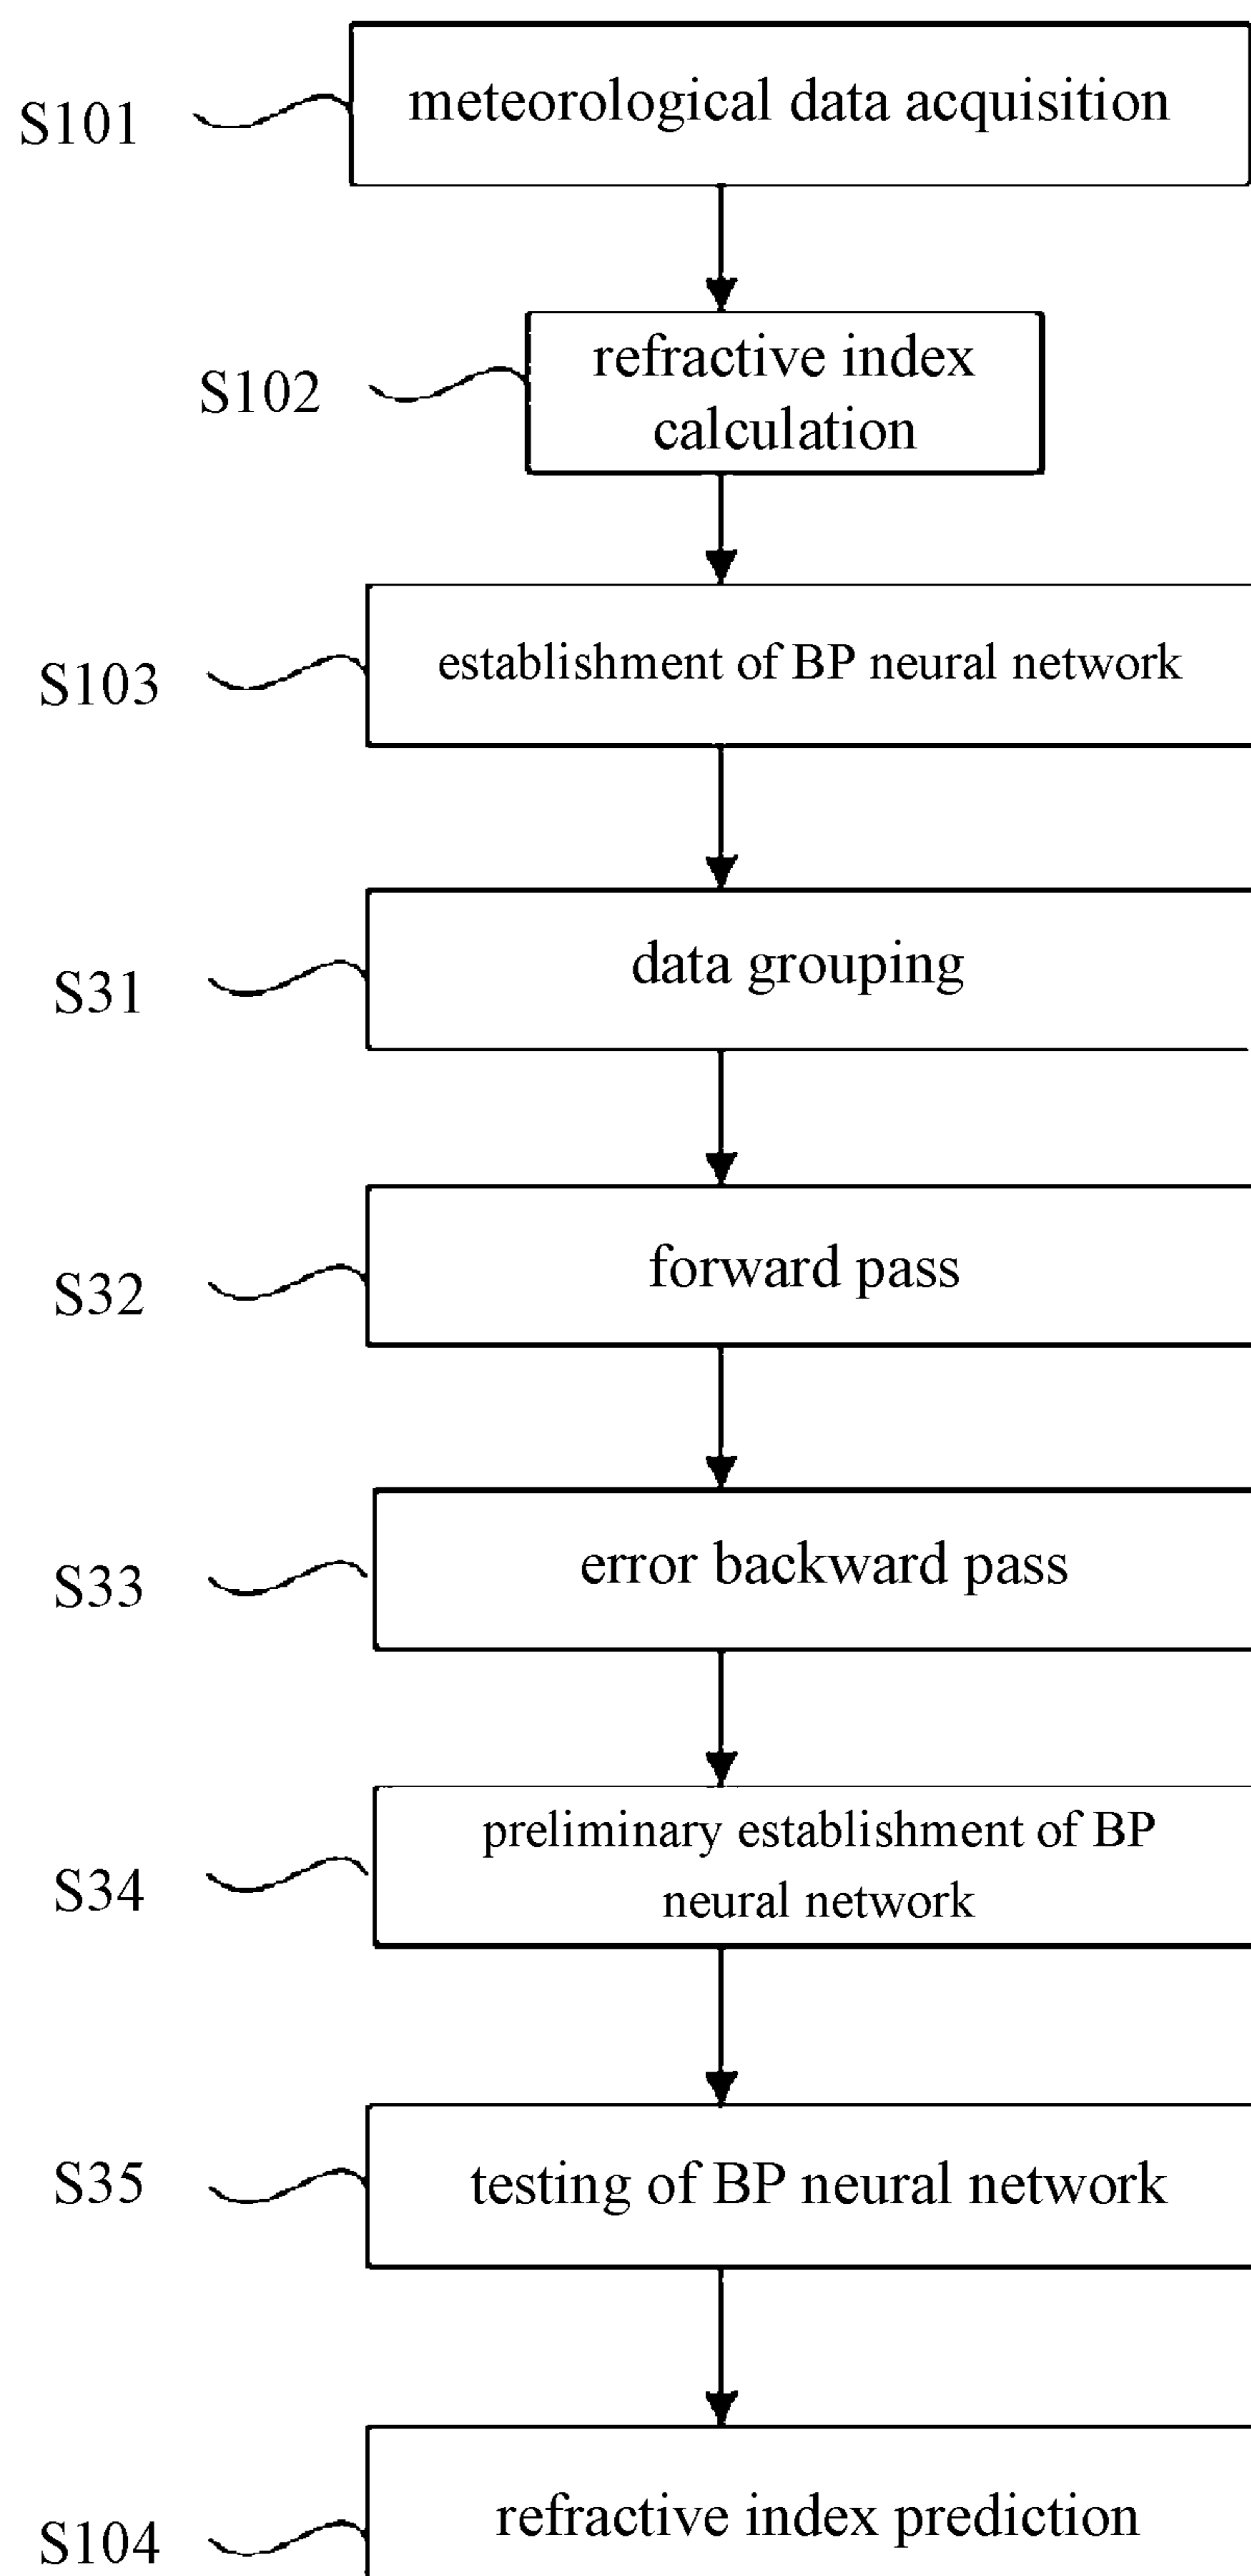 S101
meteorological data acquisition
S102
refractive index
calculation
S103
establishment of BP neural network
S31
data grouping
S32
forward pass
S33
error backward pass
S34
preliminary establishment of BP
neural network
S35
testing of BP neural network
S104
refractive index prediction